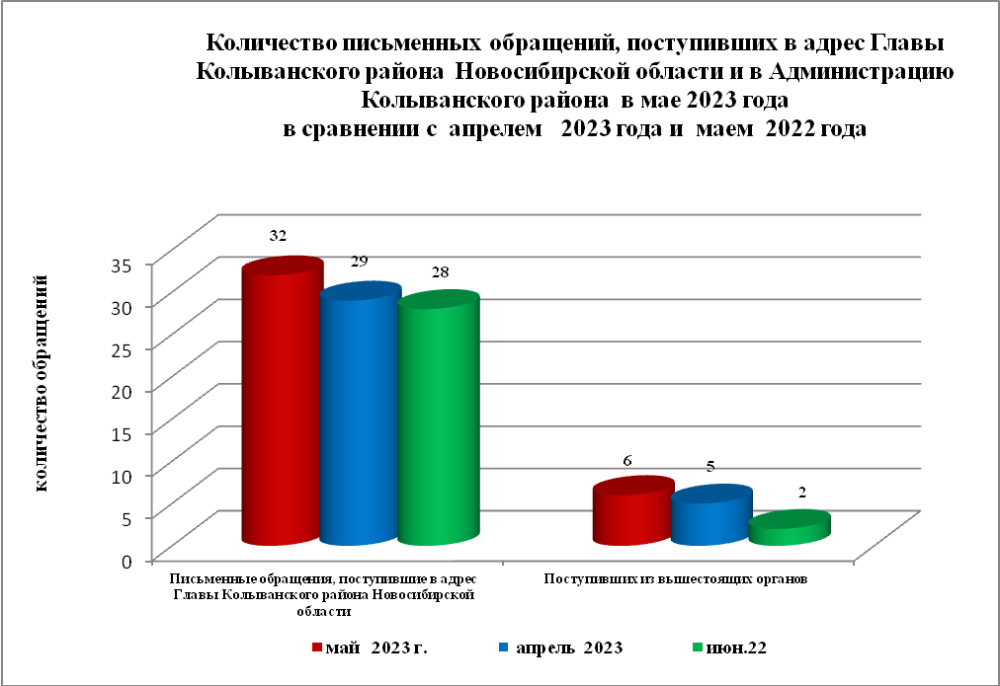 Количество письменных обращений, поступивших в адрес Главы
Колыванского района Новосибирской области и в Администрацию
Колыванского района в мае 2023 года
в сравнении с апрелем 2023 года и маем 2022 года
количество обращений
35
30
25
20
15
10
5
0
32
29
28
6
5
2
Письменные обращения, поступившие в адрес
Главы Колыванского района Новосибирской
области
Поступивших из вышестоящих органов
май 2023 г.
апрель 2023
июн.22